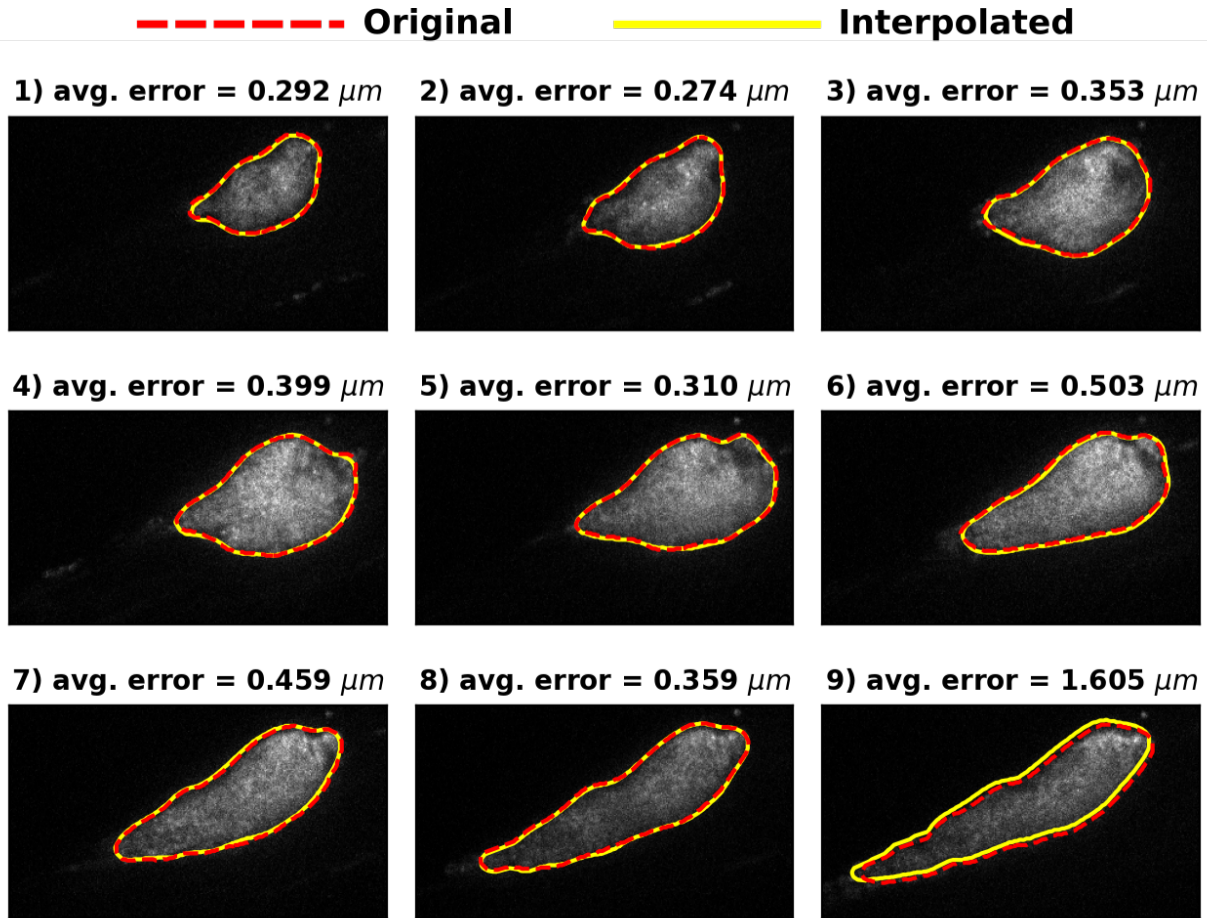 Original Interpolated
1) avg. error = 0.292 μm 2) avg. error = 0.274 μm 3) avg. error = 0.353 μm
4) avg. error = 0.399 μm 5) avg. error = 0.310 μm 6) avg. error = 0.503 μm
7) avg. error = 0.459 μm 8) avg. error = 0.359 μm 9) avg. error = 1.605 μm